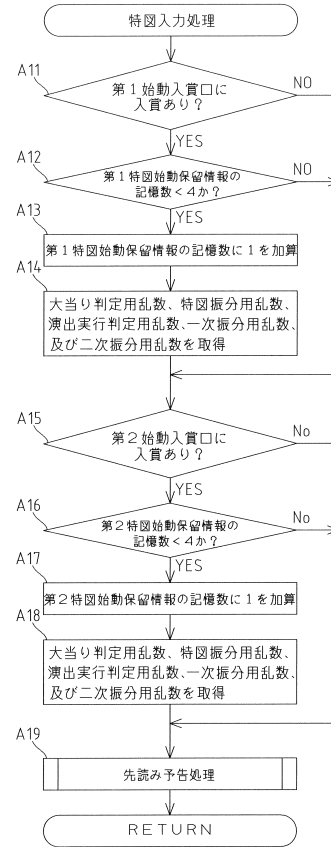 特図入力処理
A11
第1始動入賞口に
入賞あり?
NO
YES
A12
第1特図始動保留情報の
記憶数<4か?
NO
YES
A13
第1特図始動保留情報の記憶数に1を加算
A14
大当り判定用乱数、特図振分用乱数、
演出実行判定用乱数、一次振分用乱数、
及び二次振分用乱数を取得
A15
第2始動入賞口に
入賞あり?
No
YES
A16
第2特図始動保留情報の
記憶数<4か?
No
YES
A17
第2特図始動保留情報の記憶数に1を加算
A18
大当り判定用乱数、特図振分用乱数、
演出実行判定用乱数、一次振分用乱数、
及び二次振分用乱数を取得
A19
先読み予告処理
RETURN